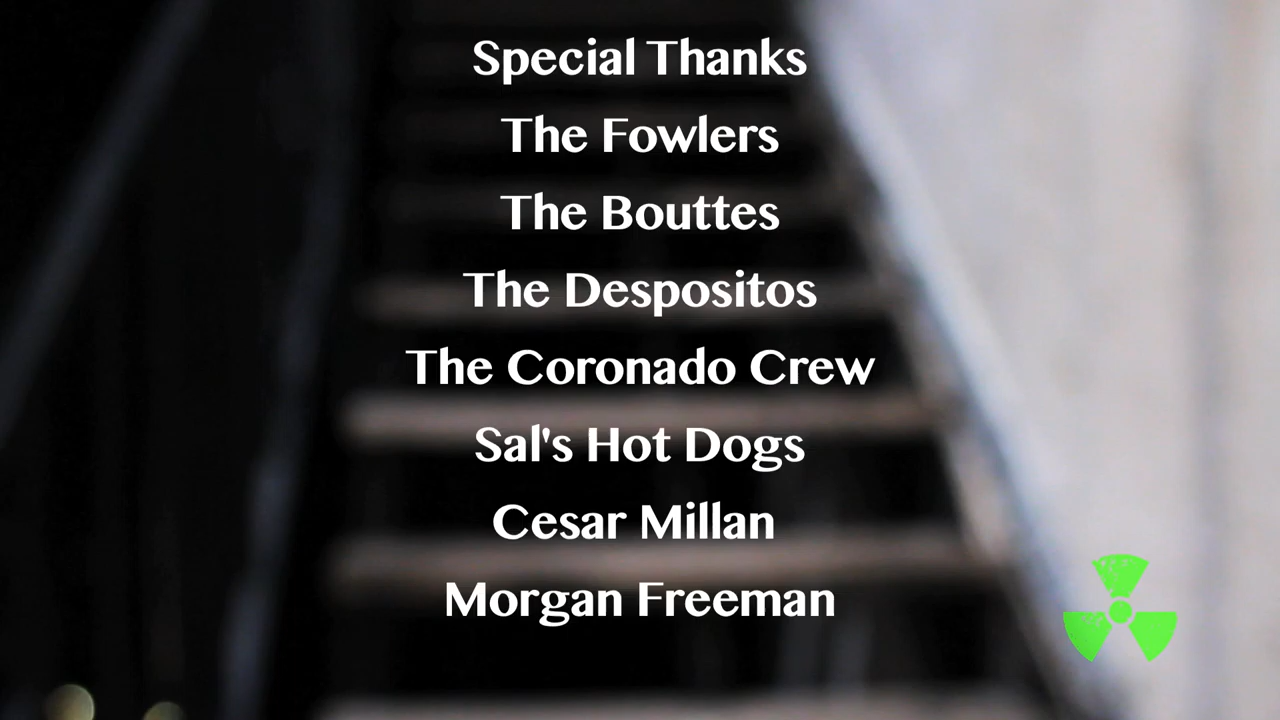 Special Thanks
The Fowlers
The Bouttes
The Despositos
The Coronado Crew
Sal's Hot Dogs
Cesar Millan
Morgan Freeman